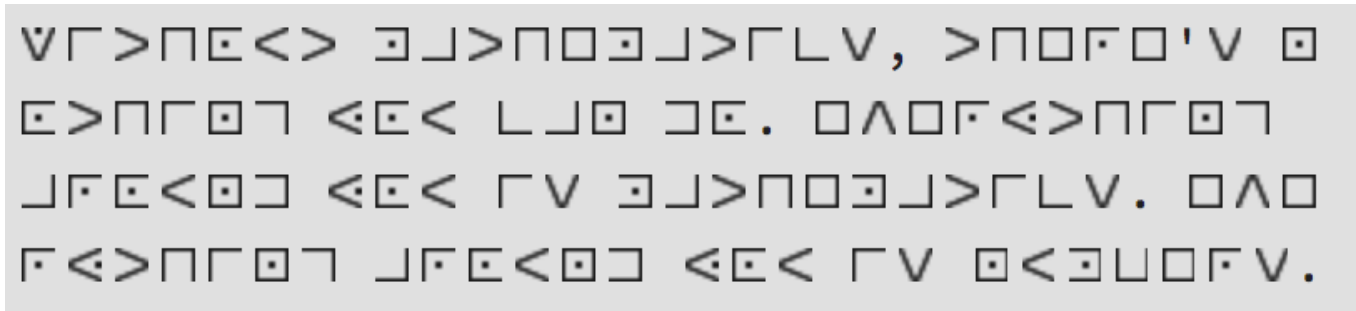 WITHOUT MATHEMATICS, THERE'S N
OTHING YOU CAN DO. EVERYTHING
AROUND YOU IS MATHEMATICS. EVE
RYTHING AROUND YOU IS NUMBERS.